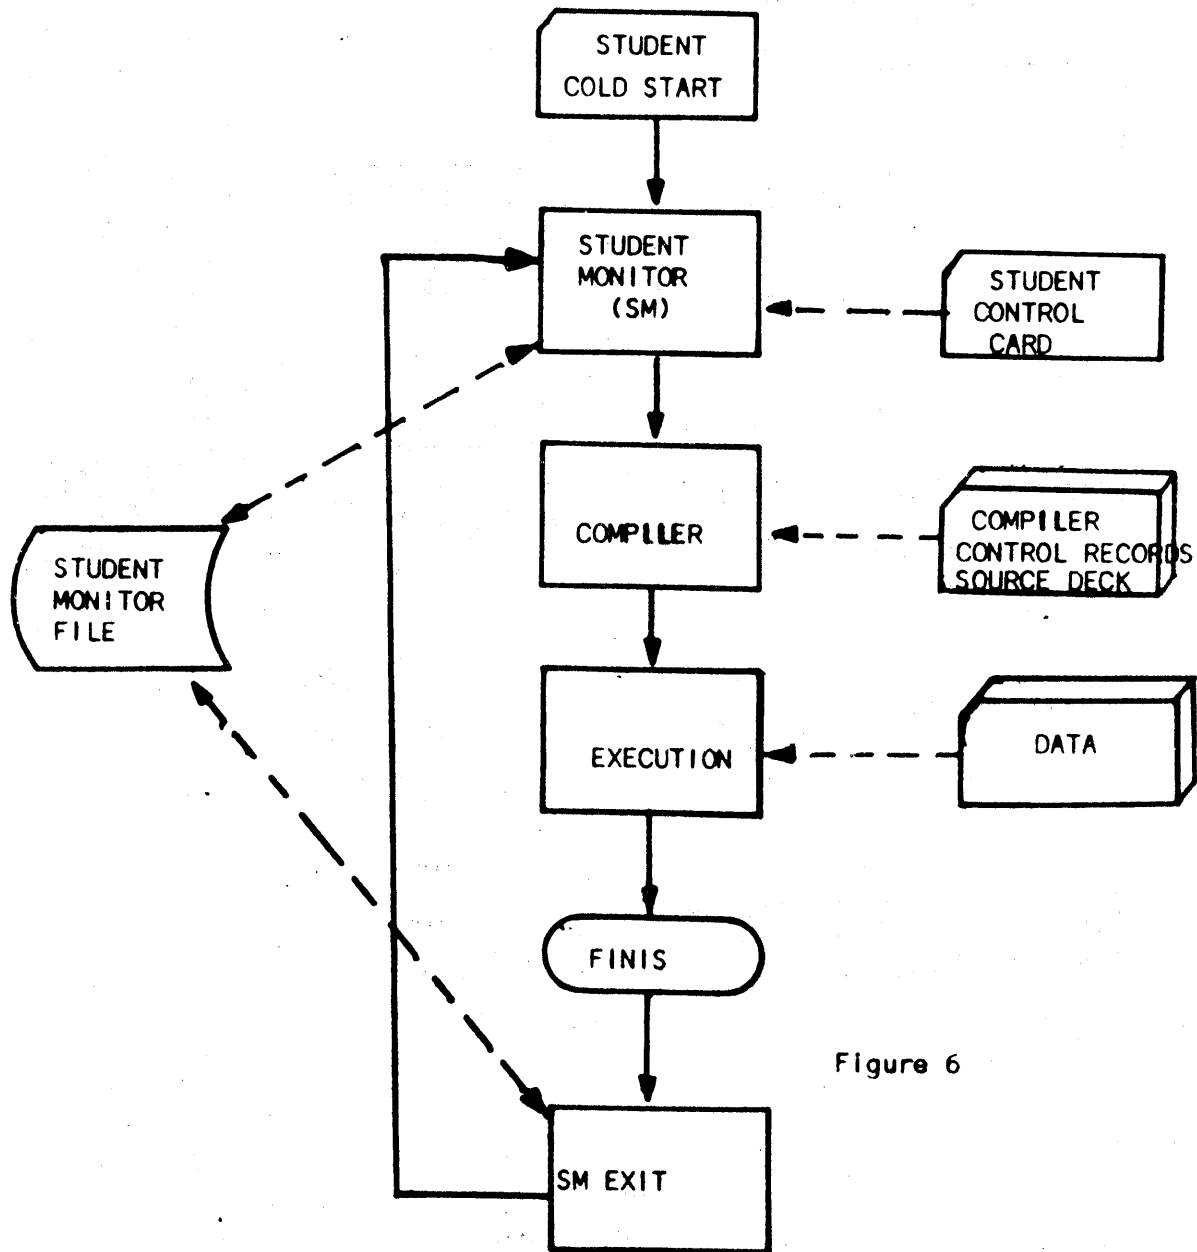 STUDENT
COLD START
STUDENT
MONITOR
(SM)
STUDENT
CONTROL
CARD
COMPILER
COMPILER
CONTROL RECORDS
SOURCE DECK
STUDENT
MONITOR
FILE
EXECUTION
DATA
FINIS
Figure 6
SM EXIT